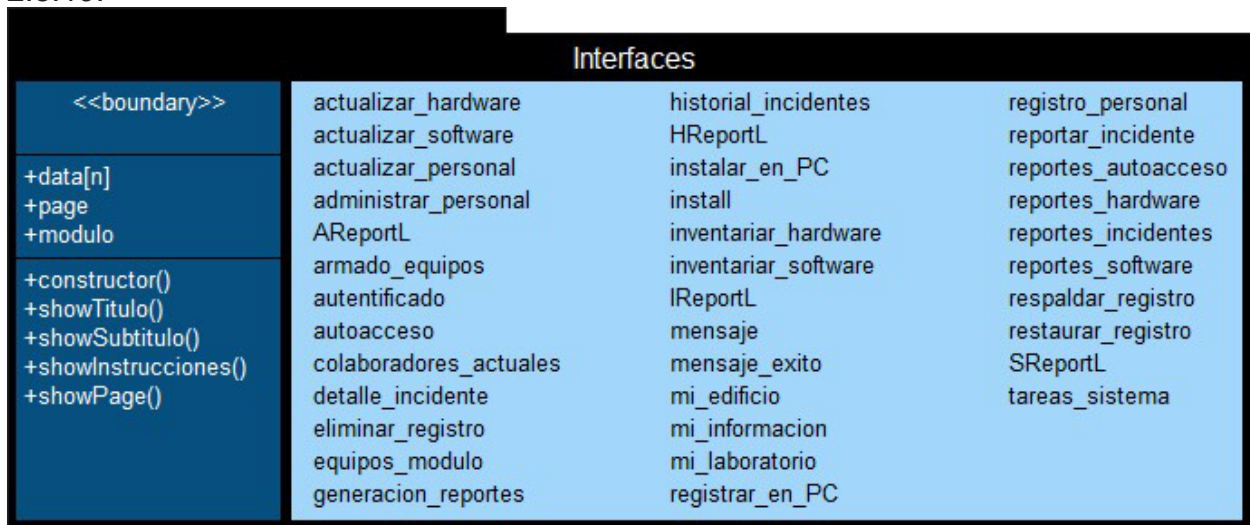 Interfaces
<<boundary>>
+data[n]
+page
+modulo
+constructor()
+showTitulo()
+showSubtitulo()
+showInstrucciones()
+showPage()
actualizar_hardware
actualizar_software
actualizar_personal
administrar_personal
AReportL
armado_equipos
autentificado
autoacceso
colaboradores_actuales
detalle_incidente
eliminar_registro
equipos_modulo
generacion_reportes
historial_incidentes
HReportL
instalar_en_PC
install
inventariar_hardware
inventariar_software
IReportL
mensaje
mensaje_exito
mi_edificio
mi_informacion
mi_laboratorio
registrar_en_PC
registro_personal
reportar_incidente
reportes_autoacceso
reportes_hardware
reportes_incidentes
reportes_software
respaldar_registro
restaurar_registro
SReportL
tareas_sistema